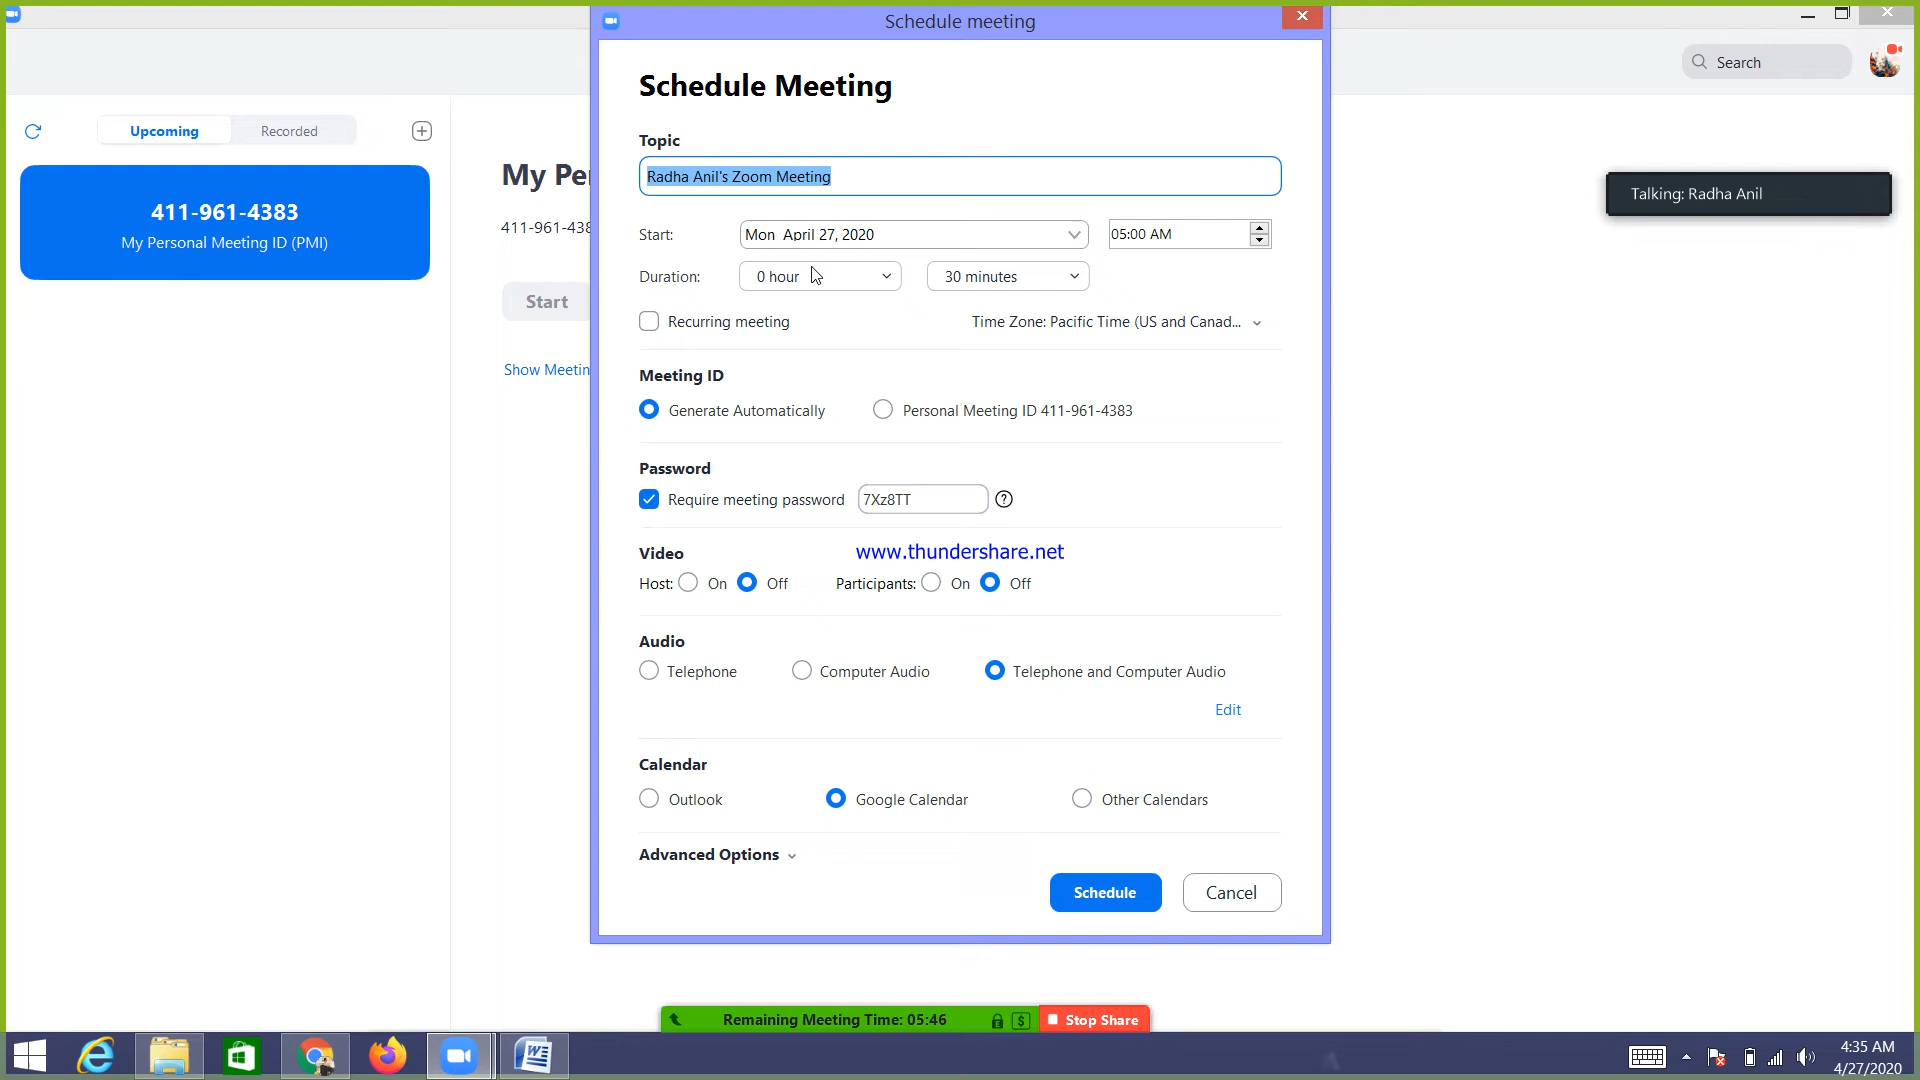 Schedule meeting
Search
Schedule Meeting
Upcoming
Recorded
411-961-4383
My Personal Meeting ID (PMI)
My Pe
411-961-438
Start
Show Meetin
Topic
Radha Anil's Zoom Meeting
Talking: Radha Anil
Start: Mon April 27, 2020 05:00 AM
Duration: 0 hour 30 minutes
Recurring meeting Time Zone: Pacific Time (US and Canad...
Meeting ID
Generate Automatically Personal Meeting ID 411-961-4383
Password
Require meeting password 7Xz8TT
Video
www.thundershare.net
Host: On Off Participants: On Off
Audio
Telephone Computer Audio Telephone and Computer Audio
Edit
Calendar
Outlook Google Calendar Other Calendars
Advanced Options
Schedule Cancel
Remaining Meeting Time: 05:46 Stop Share
4:35 AM
4/27/2020